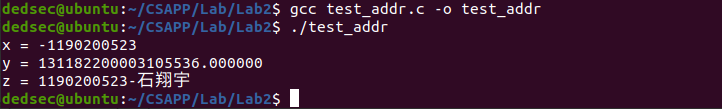 dedsec@ubuntu:~/CSAPP/Lab/Lab2$ gcc test_addr.c -o test_addr
dedsec@ubuntu:~/CSAPP/Lab/Lab2$ ./test_addr
x = -1190200523
y = 131182200003105536.000000
z = 1190200523-石翔宇
dedsec@ubuntu:~/CSAPP/Lab/Lab2$